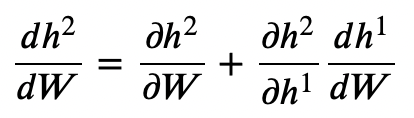 dh²/dW = ∂h²/∂W + ∂h²/∂h¹ dh¹/dW